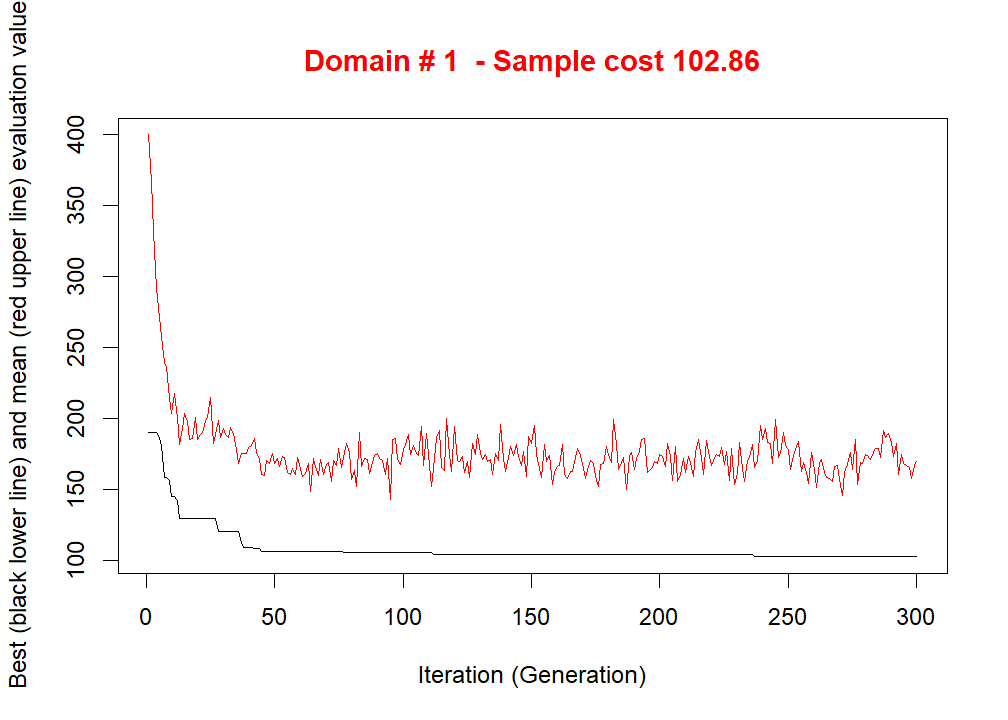 Domain # 1  - Sample cost 102.86
Best (black lower line) and mean (red upper line) evaluation value
400
350
300
250
200
150
100
0 50 100 150 200 250 300
Iteration (Generation)